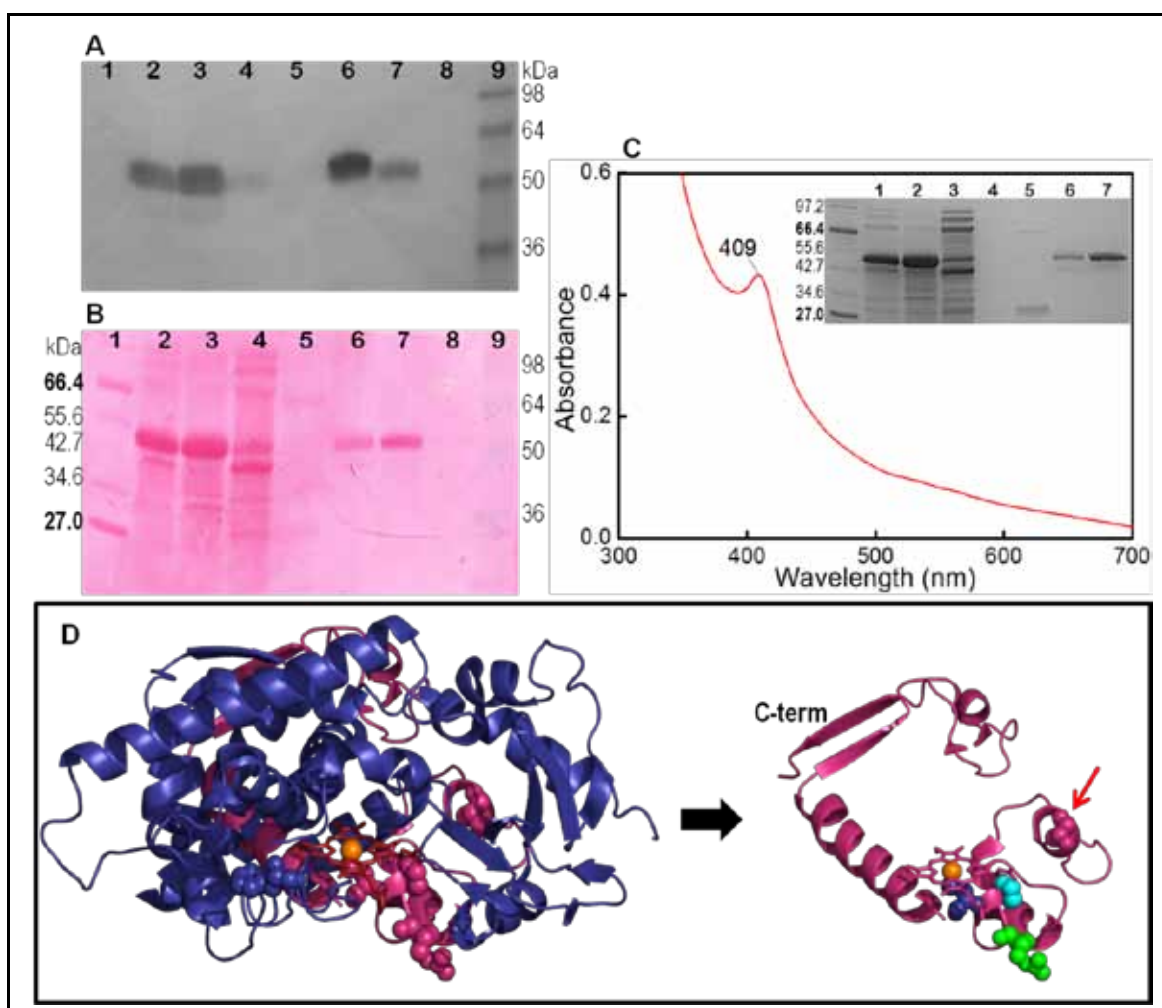 A
1 2 3 4 5 6 7 8 9 kDa
98
64
50
36
B
kDa 1 2 3 4 5 6 7 8 9
66.4
55.6
42.7
34.6
27.0
98
64
50
36
C
0.6
0.4
0.2
0.0
Absorbance
409
300 400 500 600 700
Wavelength (nm)
1 2 3 4 5 6 7
97.2
66.4
55.6
42.7
34.6
27.0
D
C-term